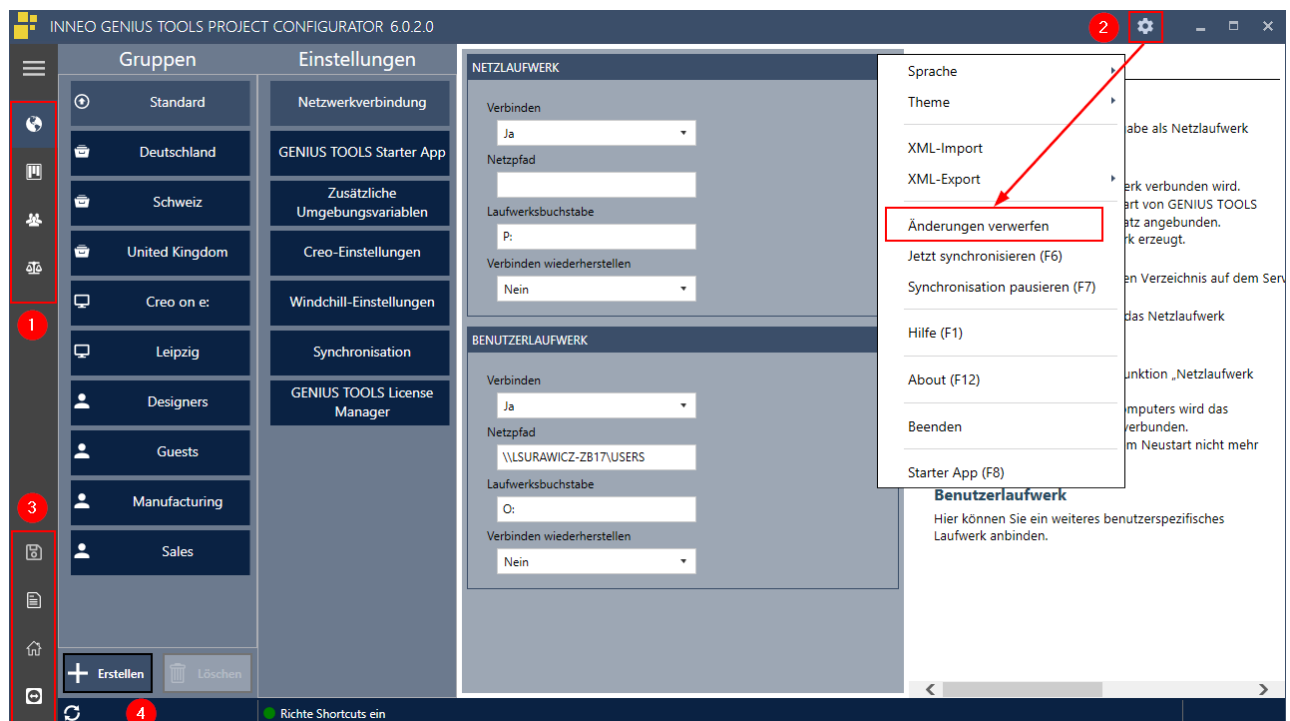 INNEO GENIUS TOOLS PROJECT CONFIGURATOR 6.0.2.0
2
Gruppen
Standard
Deutschland
Schweiz
United Kingdom
Creo on e:
Leipzig
Designers
Guests
Manufacturing
Sales
Erstellen
Löschen
1
3
4
Einstellungen
Netzwerkverbindung
GENIUS TOOLS Starter App
Zusätzliche
Umgebungsvariablen
Creo-Einstellungen
Windchill-Einstellungen
Synchronisation
GENIUS TOOLS License
Manager
NETZLAUFWERK
Verbinden
Ja
Netzpfad
Laufwerksbuchstabe
P:
Verbinden wiederherstellen
Nein
BENUTZERLAUFWERK
Verbinden
Ja
Netzpfad
\\LSURAWICZ-ZB17\USERS
Laufwerksbuchstabe
O:
Verbinden wiederherstellen
Nein
Sprache
Theme
XML-Import
XML-Export
Änderungen verwerfen
Jetzt synchronisieren (F6)
Synchronisation pausieren (F7)
Hilfe (F1)
About (F12)
Beenden
Starter App (F8)
abe als Netzlaufwerk
erk verbunden wird.
art von GENIUS TOOLS
atz angebunden.
rk erzeugt.
en Verzeichnis auf dem Serv
das Netzlaufwerk
unktion „Netzlaufwerk
omputers wird das
verbunden.
m Neustart nicht mehr
Benutzerlaufwerk
Hier können Sie ein weiteres benutzerspezifisches
Laufwerk anbinden.
Richte Shortcuts ein